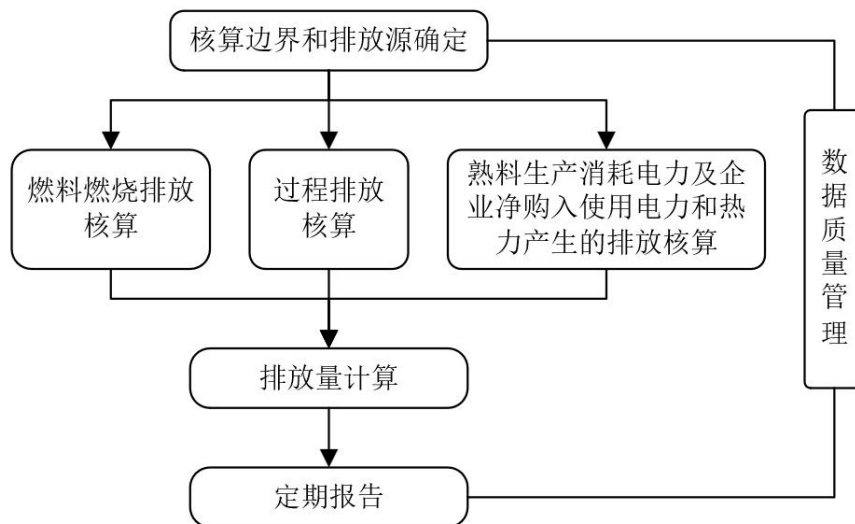 核算边界和排放源确定
燃料燃烧排放
核算
过程排放
核算
熟料生产消耗电力及企
业净购入使用电力和热
力产生的排放核算
数据质量管理
排放量计算
定期报告